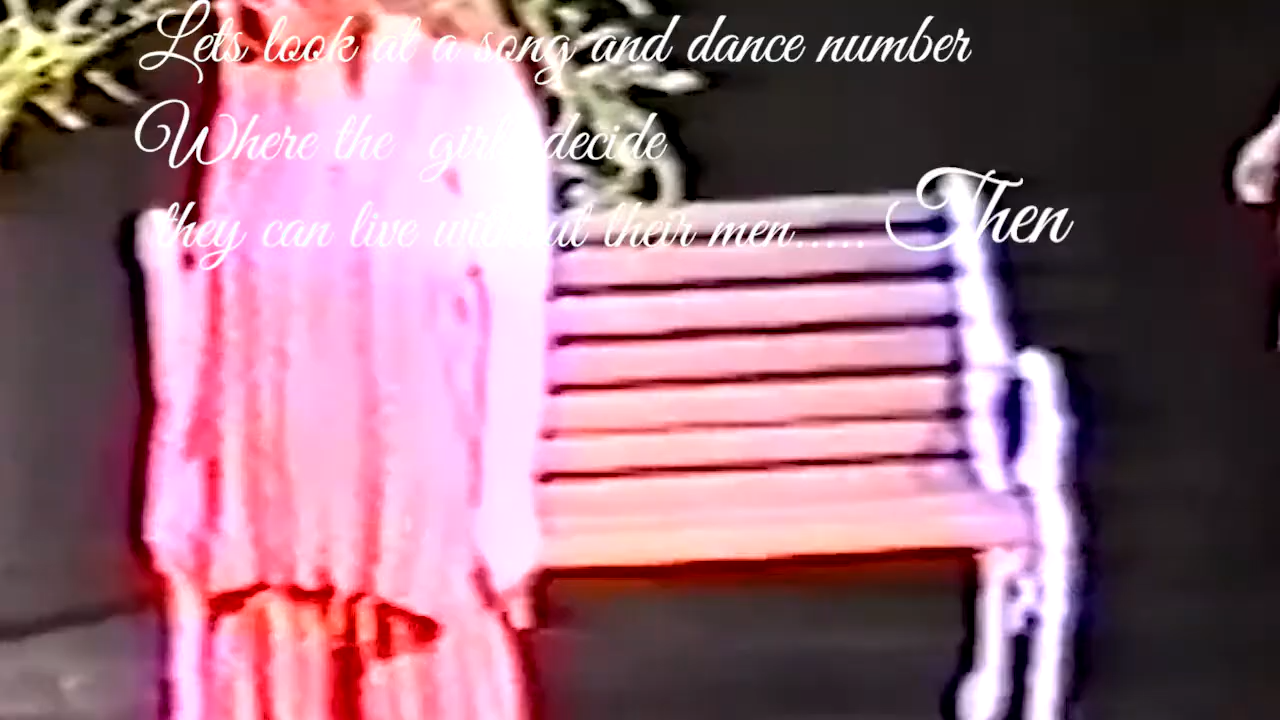 Lets look at a song and dance number
Where the girls decide
they can live without their men..... Then